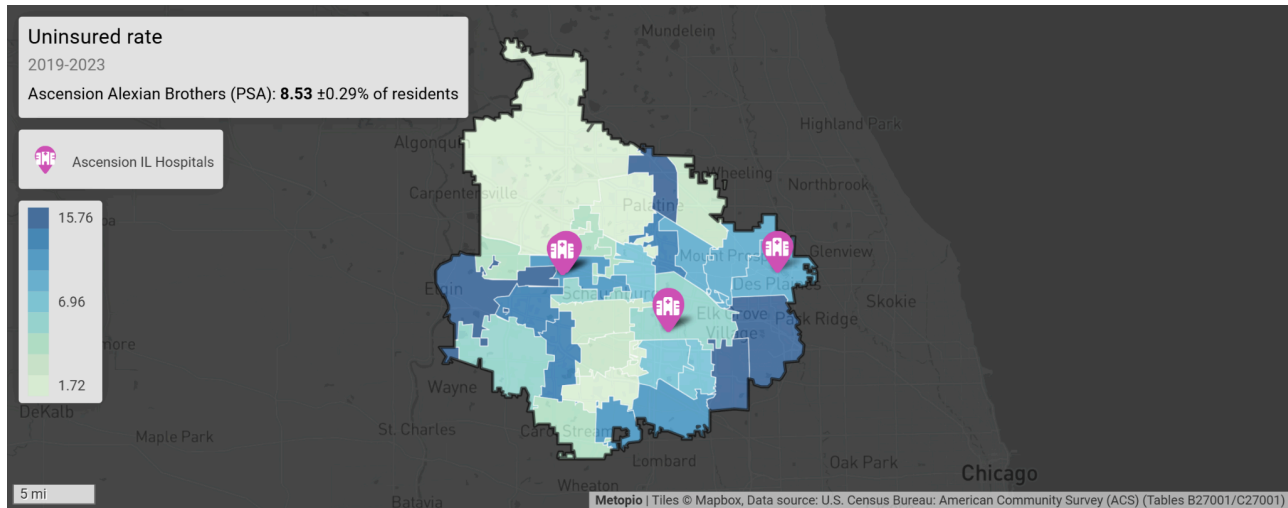 Uninsured rate
2019-2023
Ascension Alexian Brothers (PSA): 8.53 ±0.29% of residents
Ascension IL Hospitals
15.76
6.96
1.72
Mundelein
Highland Park
Algonquin
Wheeling
Northbrook
Carpentersville
Palatine
Glenview
Mount Prosp
Des Plaines
Elgin
Schaumburg
Skokie
Elk Grove
Village
Park Ridge
more
Wayne
DeKalb
Maple Park
St. Charles
Carol Stream
Lombard
Oak Park
Chicago
Wheaton
Batavia
5 mi
Metopio | Tiles © Mapbox, Data source: U.S. Census Bureau: American Community Survey (ACS) (Tables B27001/C27001)